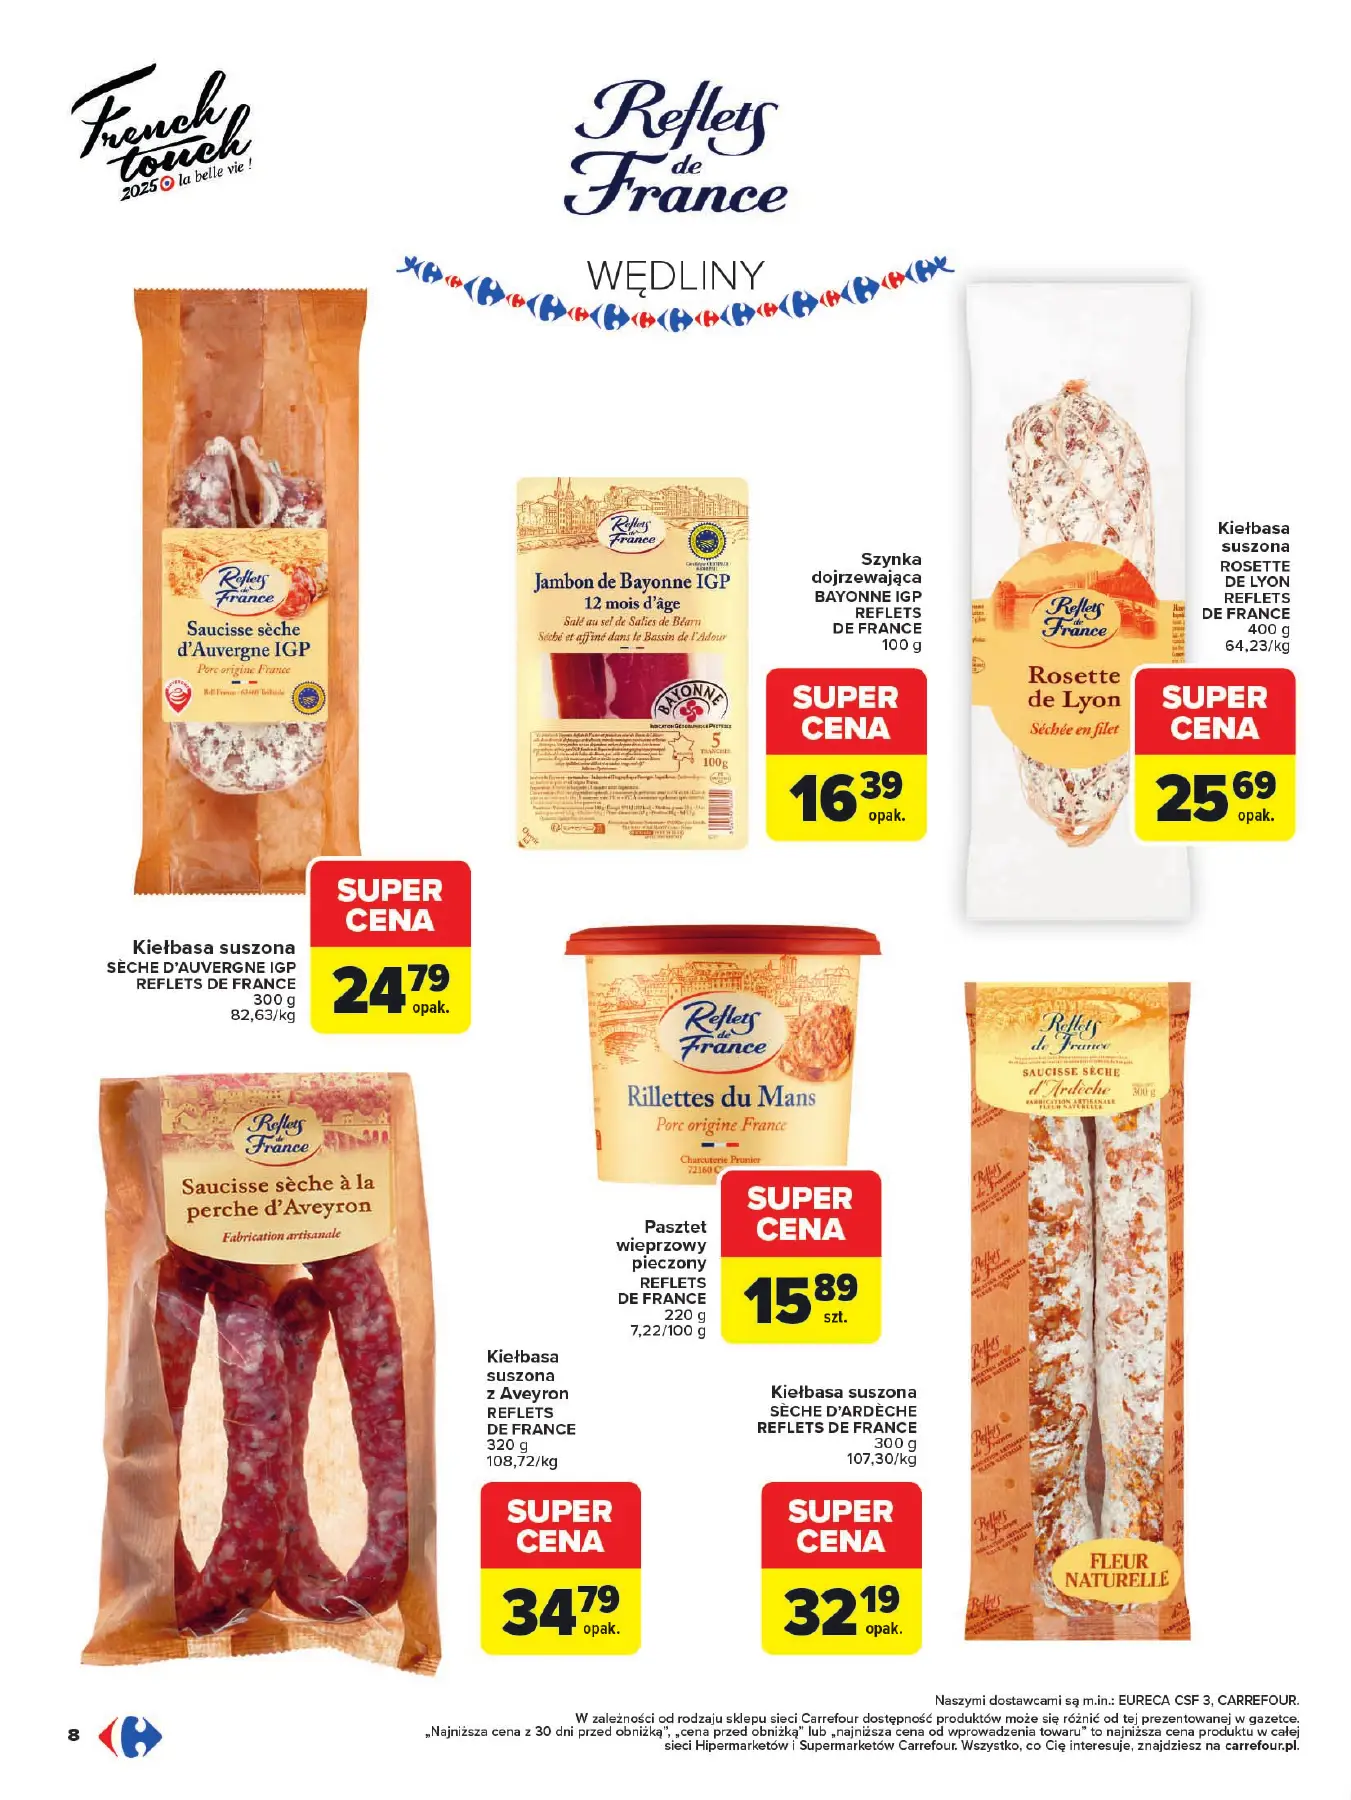 French
touch
2025 la belle vie !
Reflets
de
France
WĘDLINY
Reflets
de
France
Saucisse sèche
d'Auvergne IGP
Porc origine France
Kiełbasa suszona
SÈCHE D'AUVERGNE IGP
REFLETS DE FRANCE
300 g
82,63/kg
SUPER
CENA
24 79
opak.
Reflets
de
France
Jambon de Bayonne IGP
12 mois d'âge
Salé au sel de Salies de Béarn
Séché et affiné dans le Bassin de l'Adour
BAYONNE
INDICATION GÉOGRAPHIQUE PROTÉGÉE
5
TRANCHES
100g
Szynka
dojrzewająca
BAYONNE IGP
REFLETS
DE FRANCE
100 g
SUPER
CENA
16 39
opak.
Reflets
de
France
Rosette
de Lyon
Séchée en filet
Kiełbasa
suszona
ROSETTE
DE LYON
REFLETS
DE FRANCE
400 g
64,23/kg
SUPER
CENA
25 69
opak.
Reflets
de
France
Rillettes du Mans
Porc origine France
Charcuterie Prunier
72160
Pasztet
wieprzowy
pieczony
REFLETS
DE FRANCE
220 g
7,22/100 g
SUPER
CENA
15 89
szt.
Reflets
de
France
Saucisse sèche à la
perche d'Aveyron
Fabrication artisanale
Kiełbasa
suszona
z Aveyron
REFLETS
DE FRANCE
320 g
108,72/kg
SUPER
CENA
34 79
opak.
Reflets
de France
SAUCISSE SÈCHE
d'Ardèche
300 g
FABRICATION ARTISANALE
FLEUR NATURELLE
FLEUR
NATURELLE
Kiełbasa suszona
SÈCHE D'ARDÈCHE
REFLETS DE FRANCE
300 g
107,30/kg
SUPER
CENA
32 19
opak.
Naszymi dostawcami są m.in.: EURECA CSF 3, CARREFOUR.
W zależności od rodzaju sklepu sieci Carrefour dostępność produktów może się różnić od tej prezentowanej w gazetce.
„Najniższa cena z 30 dni przed obniżką”, „cena przed obniżką” lub „najniższa cena od wprowadzenia towaru” to najniższa cena produktu w całej
sieci Hipermarketów i Supermarketów Carrefour. Wszystko, co Cię interesuje, znajdziesz na carrefour.pl.
8